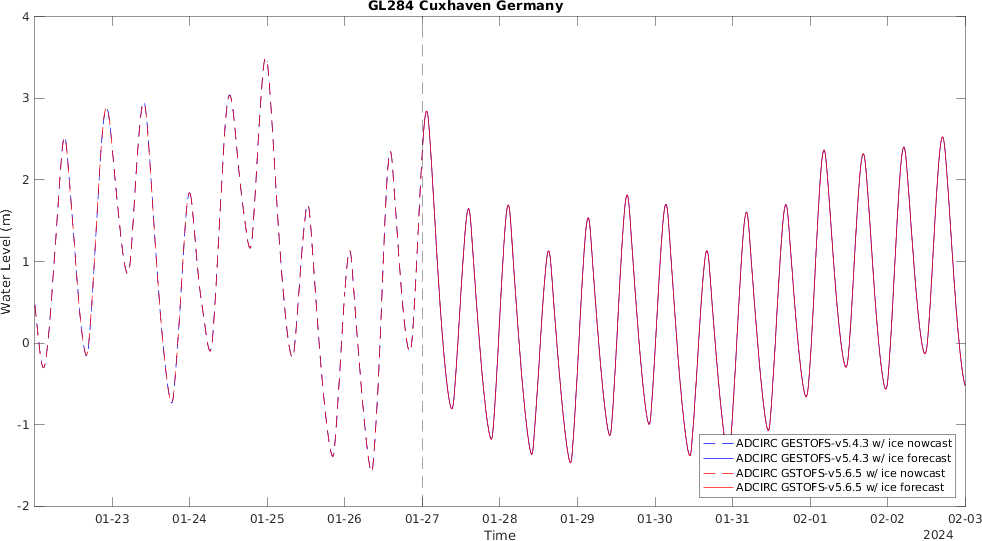 GL284 Cuxhaven Germany
4
3
2
1
0
-1
-2
Water Level (m)
ADCIRC GESTOFS-v5.4.3 w/ ice nowcast
ADCIRC GESTOFS-v5.4.3 w/ ice forecast
ADCIRC GSTOFS-v5.6.5 w/ ice nowcast
ADCIRC GSTOFS-v5.6.5 w/ ice forecast
01-23 01-24 01-25 01-26 01-27 01-28 01-29 01-30 01-31 02-01 02-02 02-03
Time
2024